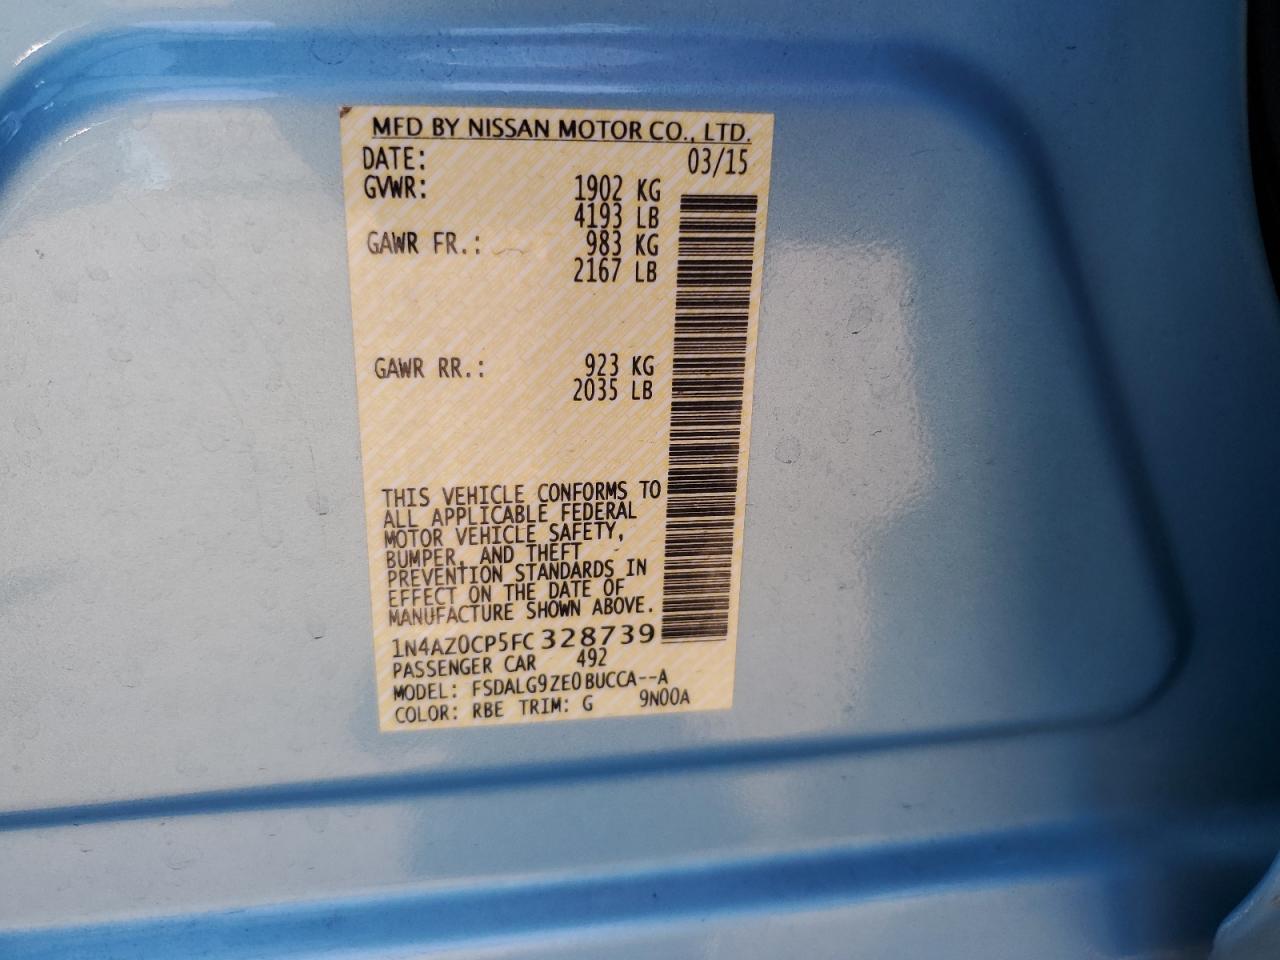 MFD BY NISSAN MOTOR CO., LTD.
DATE: 03/15
GVWR: 1902 KG
4193 LB
GAWR FR.: 983 KG
2167 LB
GAWR RR.: 923 KG
2035 LB
THIS VEHICLE CONFORMS TO
ALL APPLICABLE FEDERAL
MOTOR VEHICLE SAFETY,
BUMPER, AND THEFT
PREVENTION STANDARDS IN
EFFECT ON THE DATE OF
MANUFACTURE SHOWN ABOVE.
1N4AZ0CP5FC328739
PASSENGER CAR 492
MODEL: FSDALG9ZE0BUCCA--A
COLOR: RBE TRIM: G 9N00A